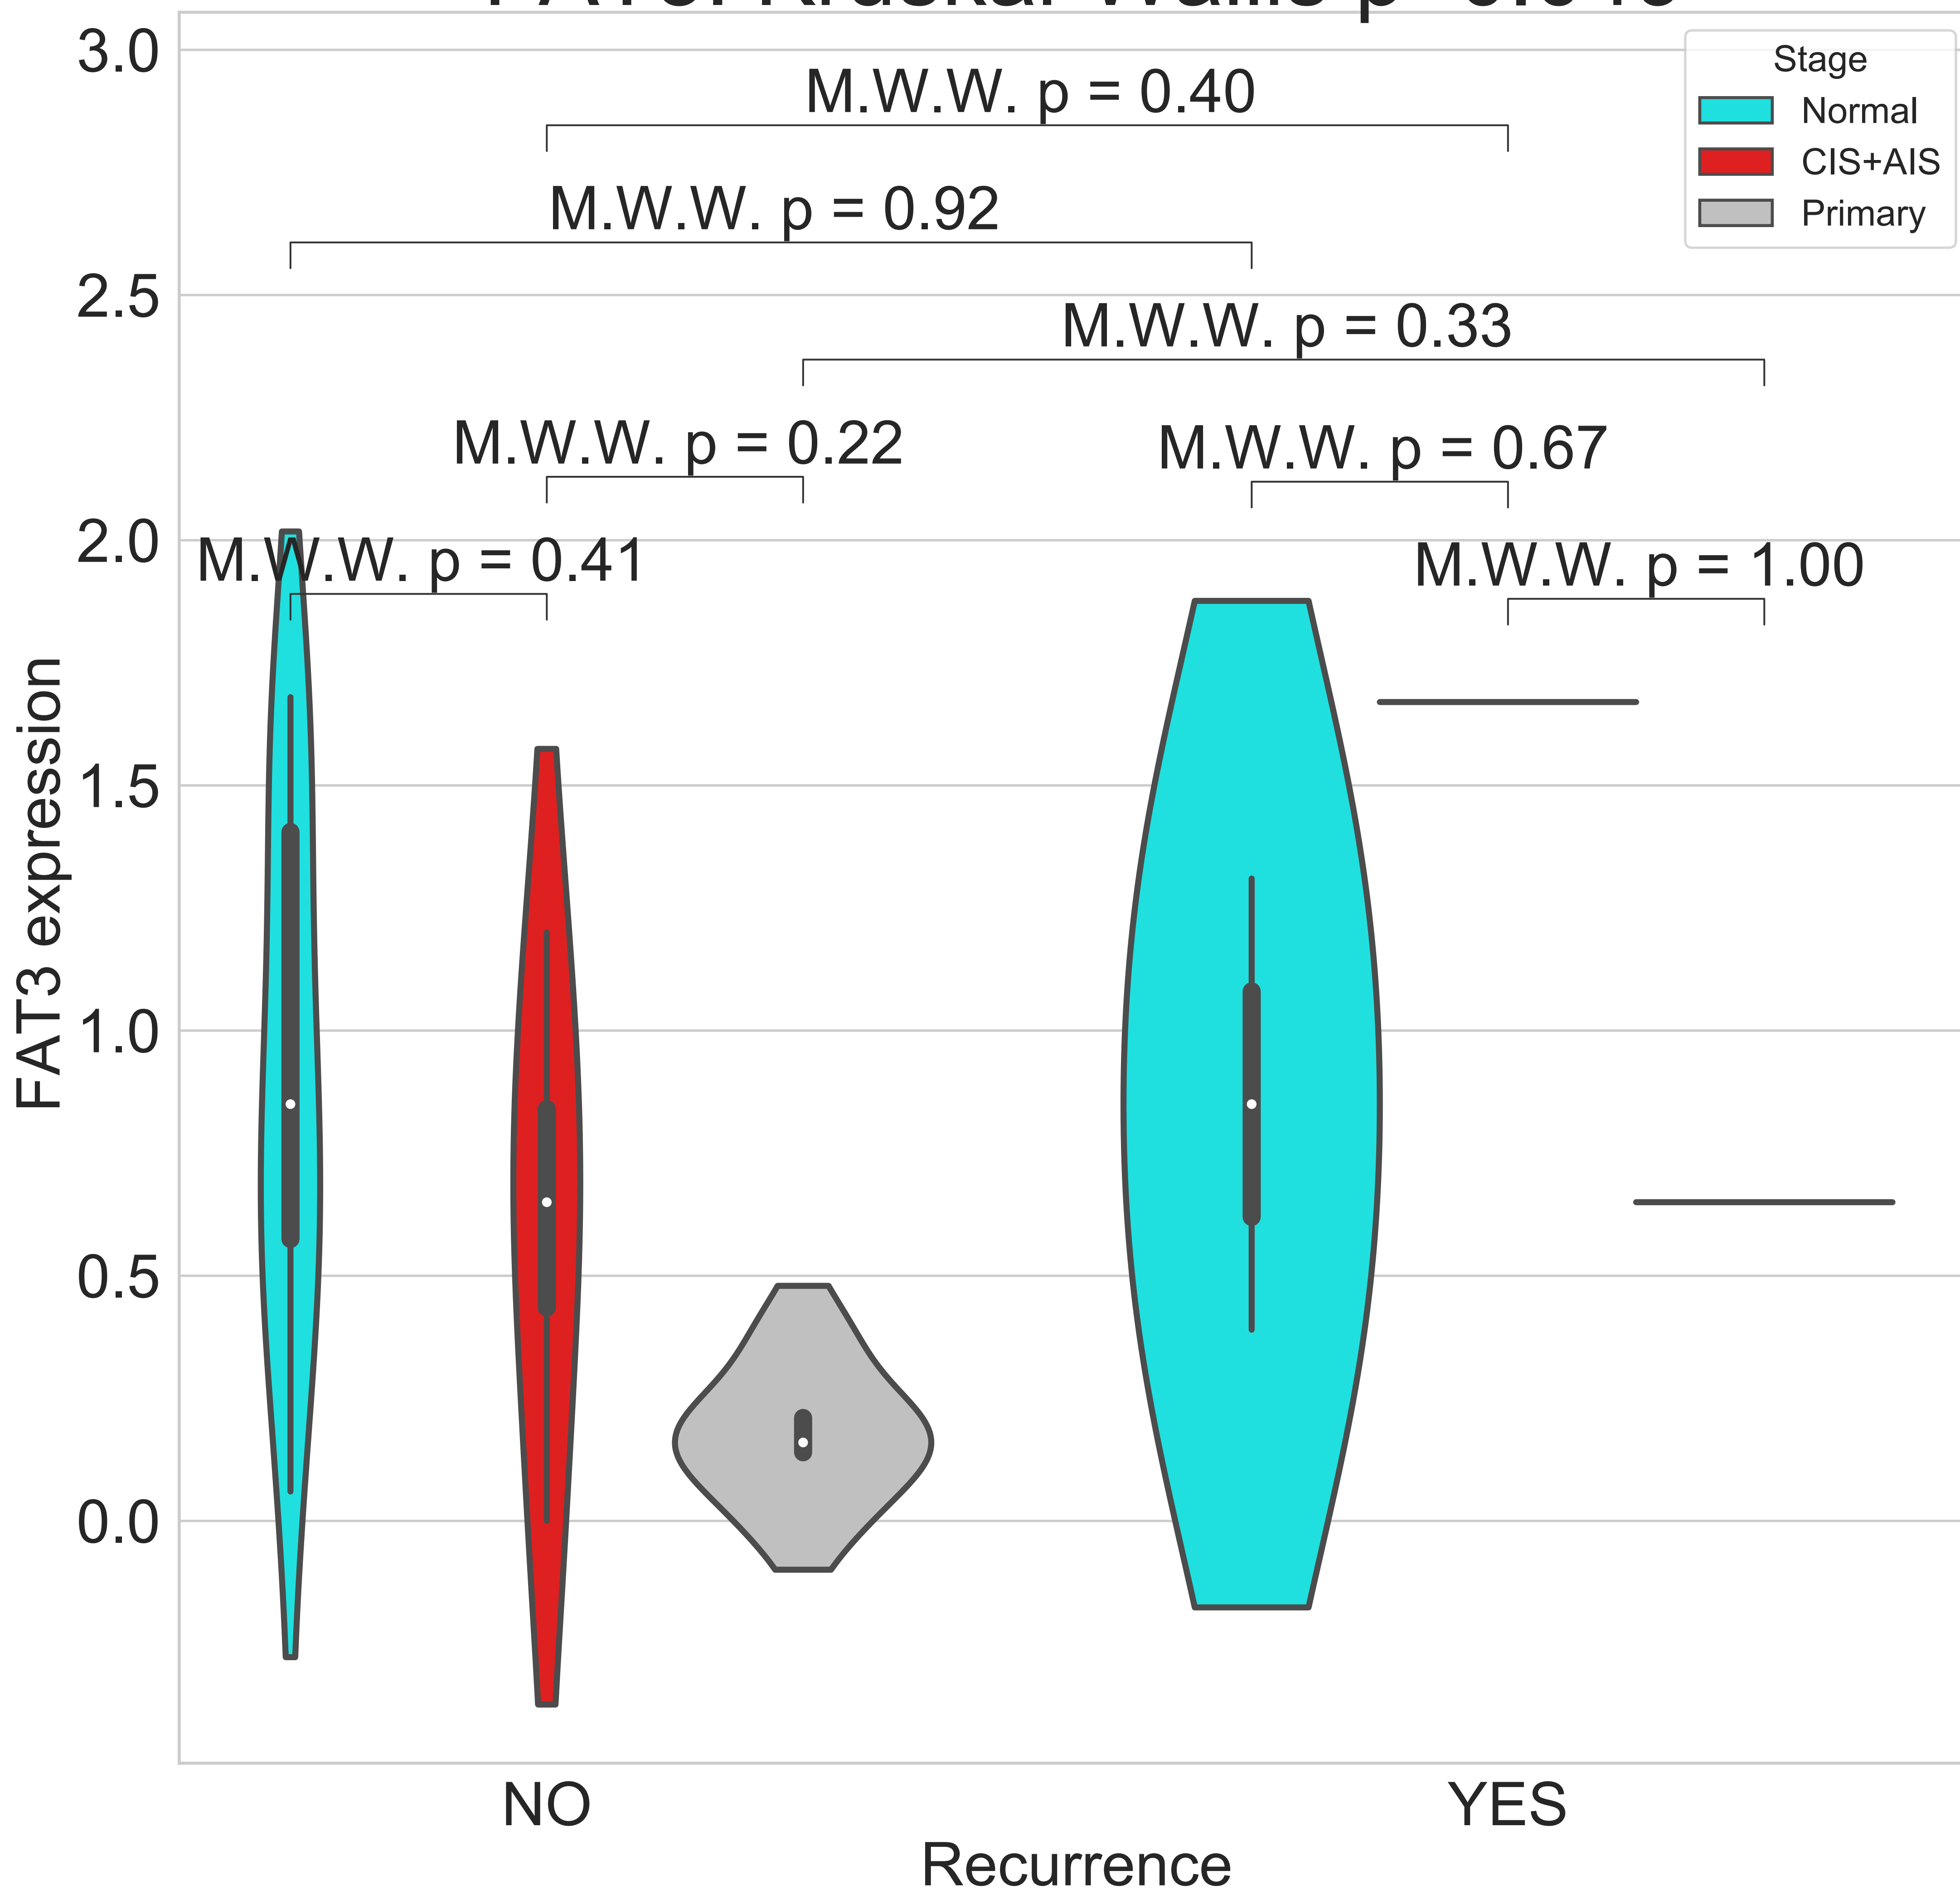 3.0
2.5
2.0
1.5
1.0
0.5
0.0
FAT3 expression
M.W.W. p = 0.40
M.W.W. p = 0.92
M.W.W. p = 0.33
M.W.W. p = 0.22
M.W.W. p = 0.67
M.W.W. p = 0.41
M.W.W. p = 1.00
Stage
Normal
CIS+AIS
Primary
NO
YES
Recurrence